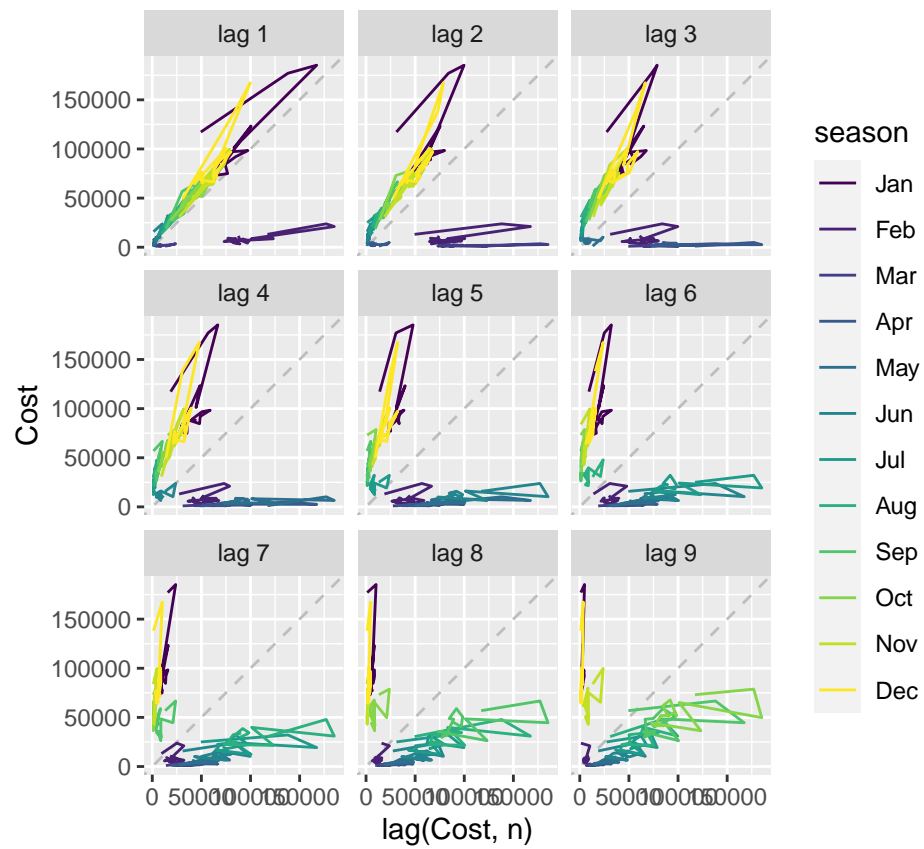 lag 1 lag 2 lag 3
150000
100000
50000
0
lag 4 lag 5 lag 6
150000
100000
50000
0
lag 7 lag 8 lag 9
150000
100000
50000
0
0 50000 100000 150000 0 50000 100000 150000 0 50000 100000 150000
lag(Cost, n)
Cost
season
Jan
Feb
Mar
Apr
May
Jun
Jul
Aug
Sep
Oct
Nov
Dec